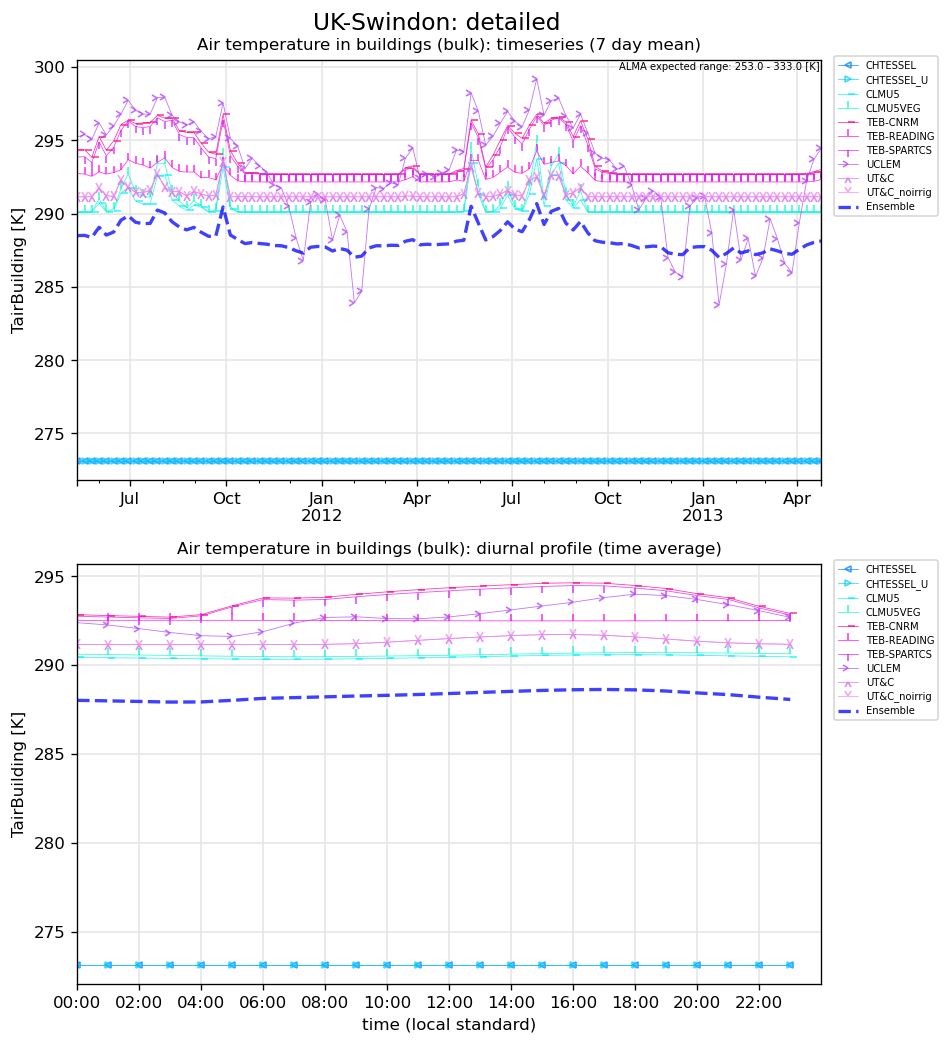 UK-Swindon: detailed
Air temperature in buildings (bulk): timeseries (7 day mean)
ALMA expected range: 253.0 - 333.0 [K]
TairBuilding [K]
300
295
290
285
280
275
Jul
Oct
Jan
2012
Apr
Jul
Oct
Jan
2013
Apr
CHTESSEL
CHTESSEL_U
CLMU5
CLMU5VEG
TEB-CNRM
TEB-READING
TEB-SPARTCS
UCLEM
UT&C
UT&C_noirrig
Ensemble
Air temperature in buildings (bulk): diurnal profile (time average)
TairBuilding [K]
295
290
285
280
275
00:00
02:00
04:00
06:00
08:00
10:00
12:00
14:00
16:00
18:00
20:00
22:00
time (local standard)
CHTESSEL
CHTESSEL_U
CLMU5
CLMU5VEG
TEB-CNRM
TEB-READING
TEB-SPARTCS
UCLEM
UT&C
UT&C_noirrig
Ensemble